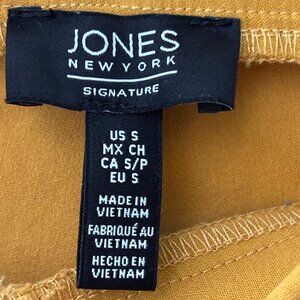 JONES
NEW YORK
SIGNATURE
US S
MX CH
CA S/P
EU S
MADE IN
VIETNAM
FABRIQUÉ AU
VIETNAM
HECHO EN
VIETNAM